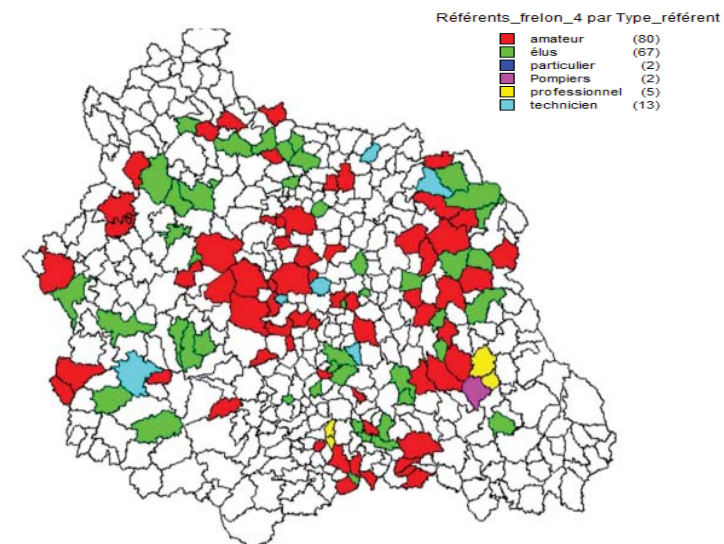 Référents_frelon_4 par Type_référent
amateur (80)
élus (67)
particulier (2)
Pompiers (2)
professionnel (5)
technicien (13)